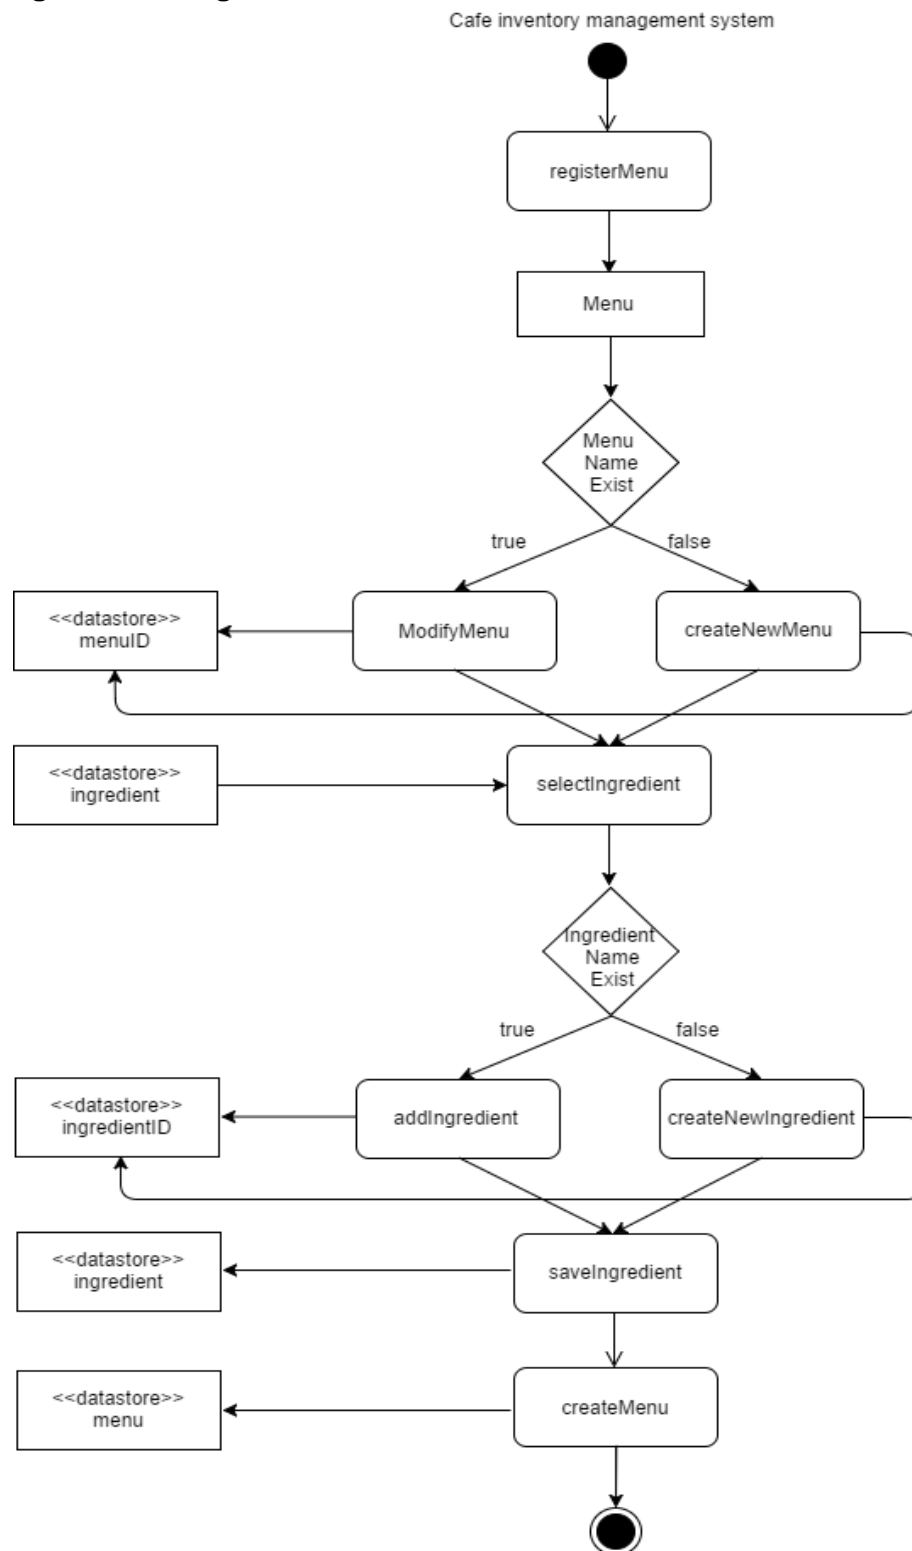 Cafe inventory management system
registerMenu
Menu
Menu
Name
Exist
true
false
<<datastore>>
menuID
ModifyMenu
createNewMenu
<<datastore>>
ingredient
selectIngredient
Ingredient
Name
Exist
true
false
<<datastore>>
ingredientID
addIngredient
createNewIngredient
<<datastore>>
ingredient
saveIngredient
<<datastore>>
menu
createMenu